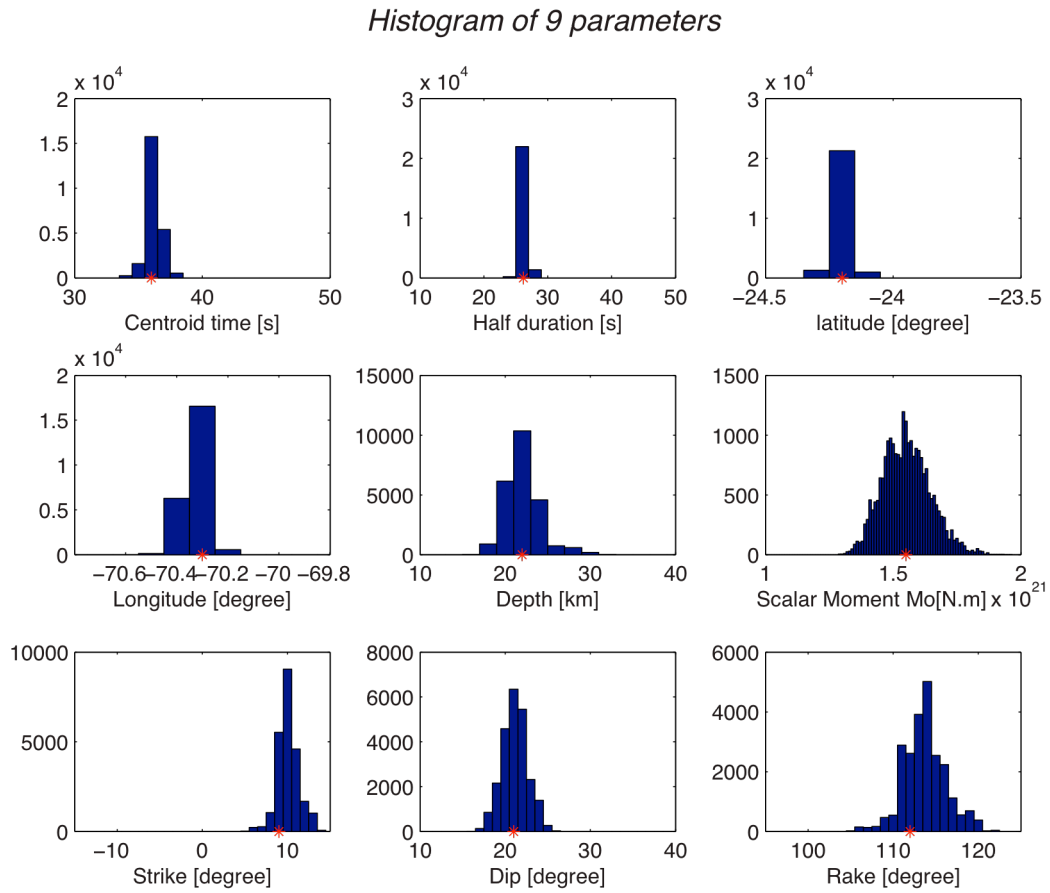 Histogram of 9 parameters
x 10^4
2
1.5
1
0.5
0
30 40 50
Centroid time [s]
x 10^4
3
2
1
0
10 20 30 40 50
Half duration [s]
x 10^4
3
2
1
0
−24.5 −24 −23.5
latitude [degree]
x 10^4
2
1.5
1
0.5
0
−70.6 −70.4 −70.2 −70 −69.8
Longitude [degree]
15000
10000
5000
0
10 20 30 40
Depth [km]
1500
1000
500
0
1 1.5 2
Scalar Moment Mo[N.m] x 10^21
10000
5000
0
−10 0 10
Strike [degree]
8000
6000
4000
2000
0
10 20 30 40
Dip [degree]
6000
4000
2000
0
100 110 120
Rake [degree]